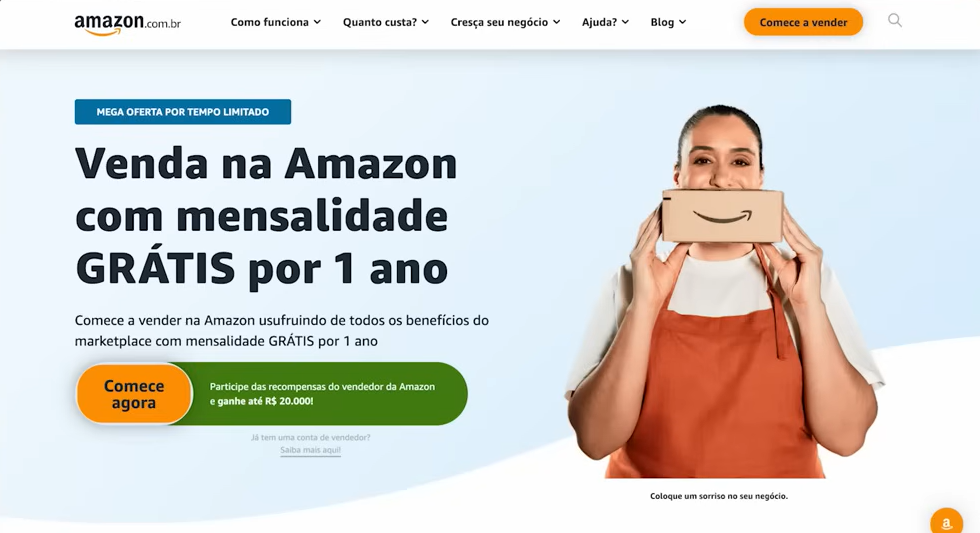 amazon.com.br
Como funciona
Quanto custa?
Cresça seu negócio
Ajuda?
Blog
Comece a vender
MEGA OFERTA POR TEMPO LIMITADO
Venda na Amazon
com mensalidade
GRÁTIS por 1 ano
Comece a vender na Amazon usufruindo de todos os benefícios do
marketplace com mensalidade GRÁTIS por 1 ano
Comece
agora
Participe das recompensas do vendedor da Amazon
e ganhe até R$ 20.000!
Já tem uma conta de vendedor?
Saiba mais aqui!
Coloque um sorriso no seu negócio.
a